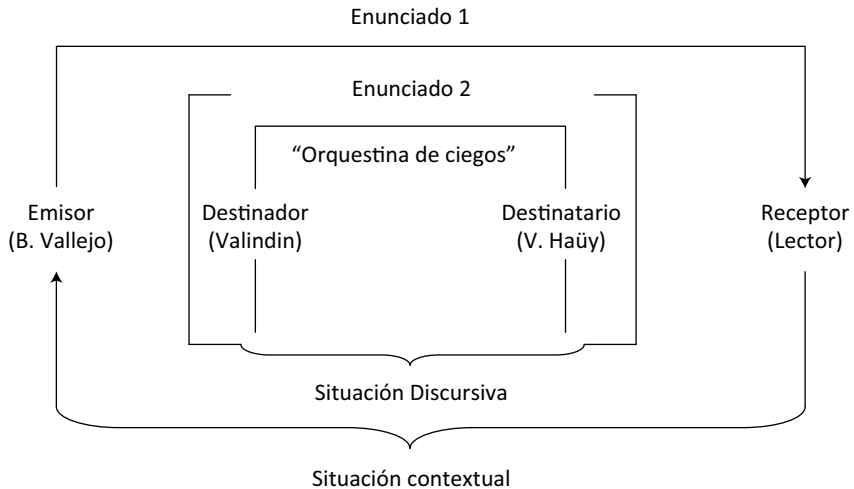 Enunciado 1
Enunciado 2
“Orquestina de ciegos”
Emisor
(B. Vallejo)
Destinador
(Valindin)
Destinatario
(V. Haüy)
Receptor
(Lector)
Situación Discursiva
Situación contextual